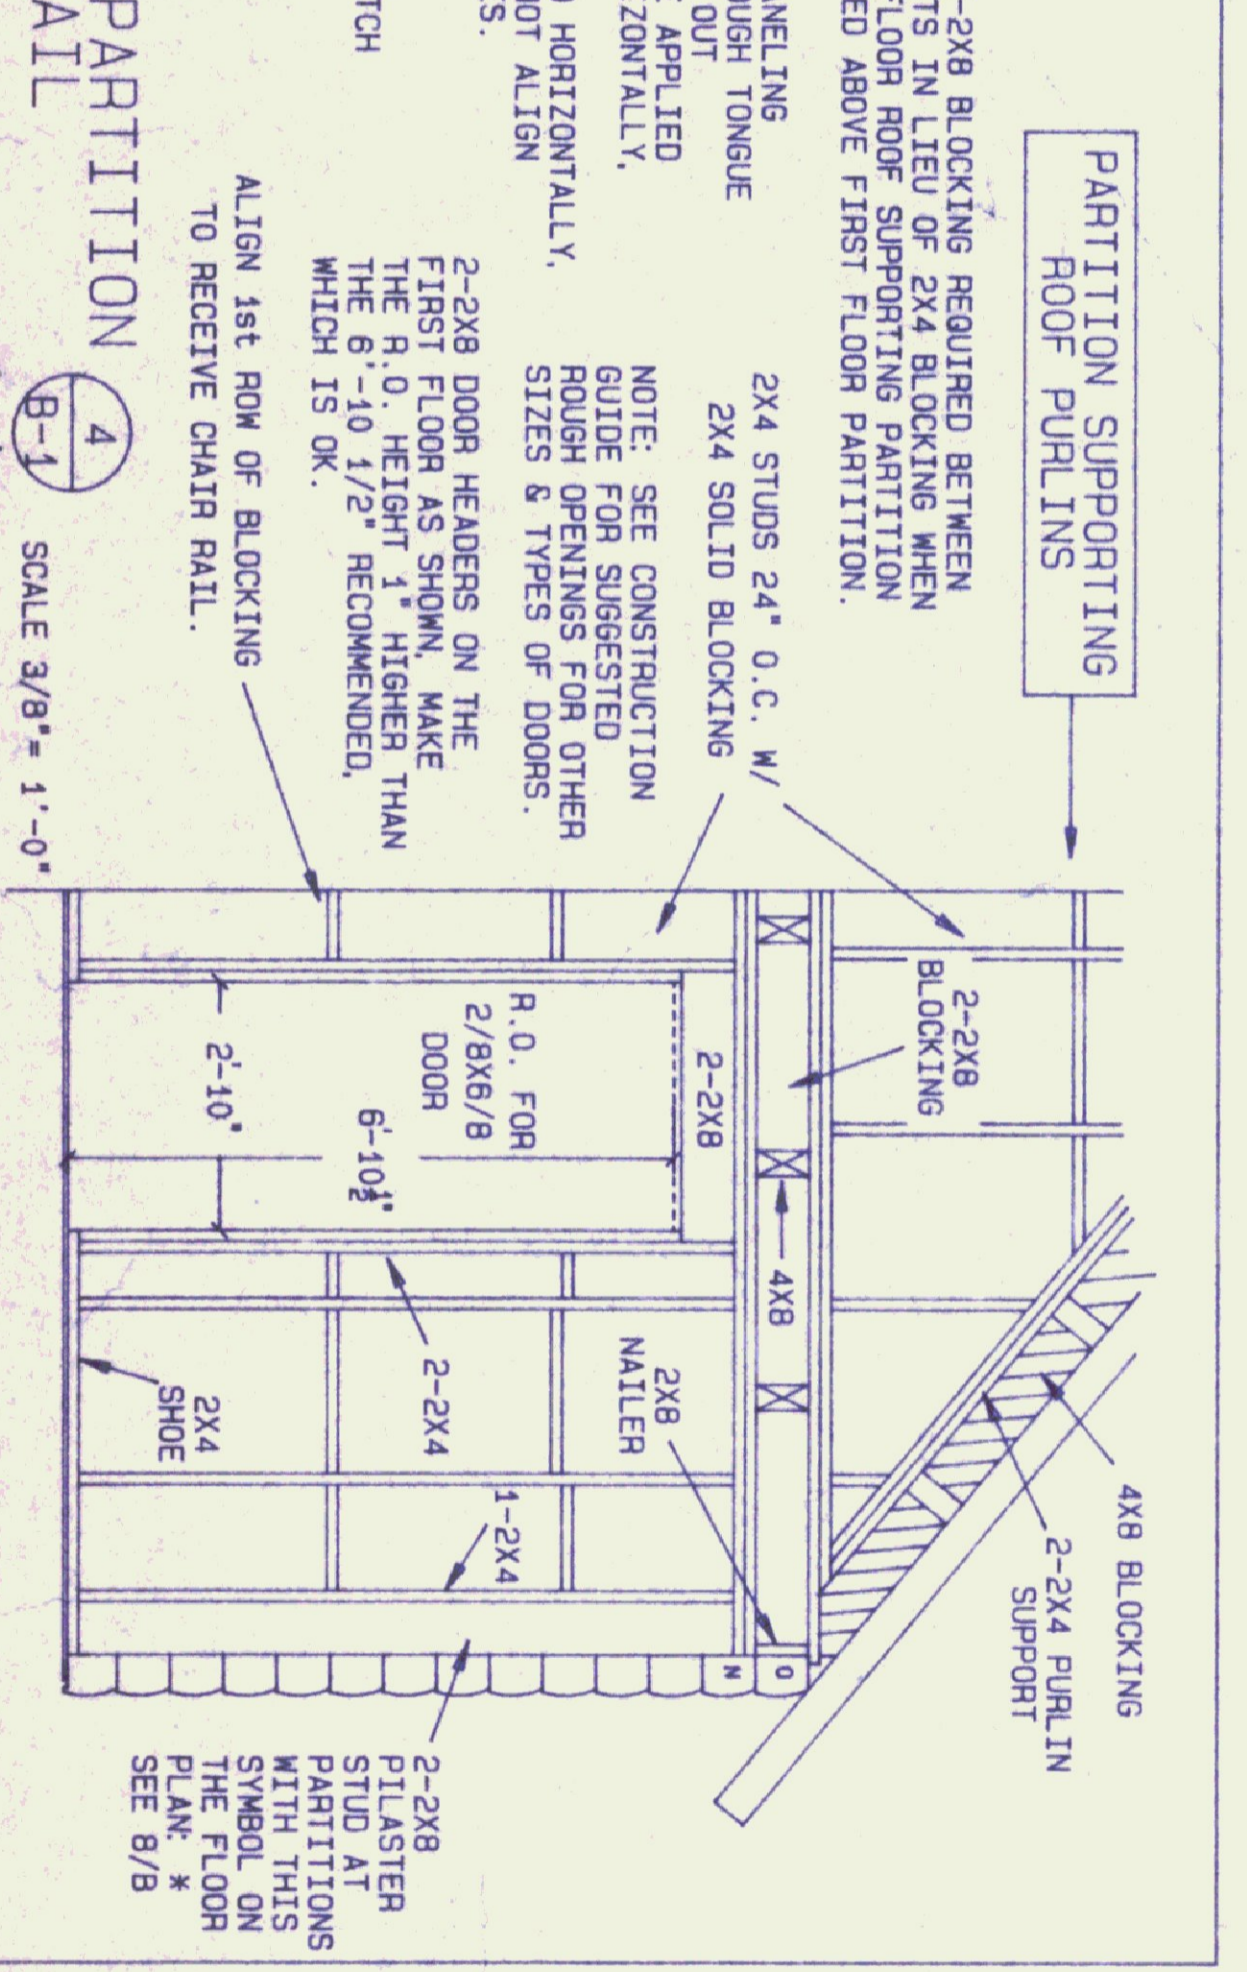 PARTITION SUPPORTING
ROOF PURLINS
-2X8 BLOCKING REQUIRED BETWEEN
TS IN LIEU OF 2X4 BLOCKING WHEN
FLOOR ROOF SUPPORTING PARTITION
ED ABOVE FIRST FLOOR PARTITION.
ANELING
OUGH TONGUE
OUT
APPLIED
ZONTALLY,
HORIZONTALLY,
OT ALIGN
S.
TCH
2X4 STUDS 24" O.C. W/
2X4 SOLID BLOCKING
NOTE: SEE CONSTRUCTION
GUIDE FOR SUGGESTED
ROUGH OPENINGS FOR OTHER
SIZES & TYPES OF DOORS.
2-2X8 DOOR HEADERS ON THE
FIRST FLOOR AS SHOWN, MAKE
THE R.O. HEIGHT 1" HIGHER THAN
THE 6'-10 1/2" RECOMMENDED,
WHICH IS OK.
ALIGN 1st ROW OF BLOCKING
TO RECEIVE CHAIR RAIL.
4X8 BLOCKING
2-2X4 PURLIN
SUPPORT
2-2X8
BLOCKING
4X8
2-2X8
2X8
NAILER
O
N
R.O. FOR
2/8X6/8
DOOR
6'-10½"
2'-10"
2-2X4
1-2X4
2X4
SHOE
2-2X8
PILASTER
STUD AT
PARTITIONS
WITH THIS
SYMBOL ON
THE FLOOR
PLAN: *
SEE 8/B
PARTITION
AIL
4
B-1
SCALE 3/8"= 1'-0"